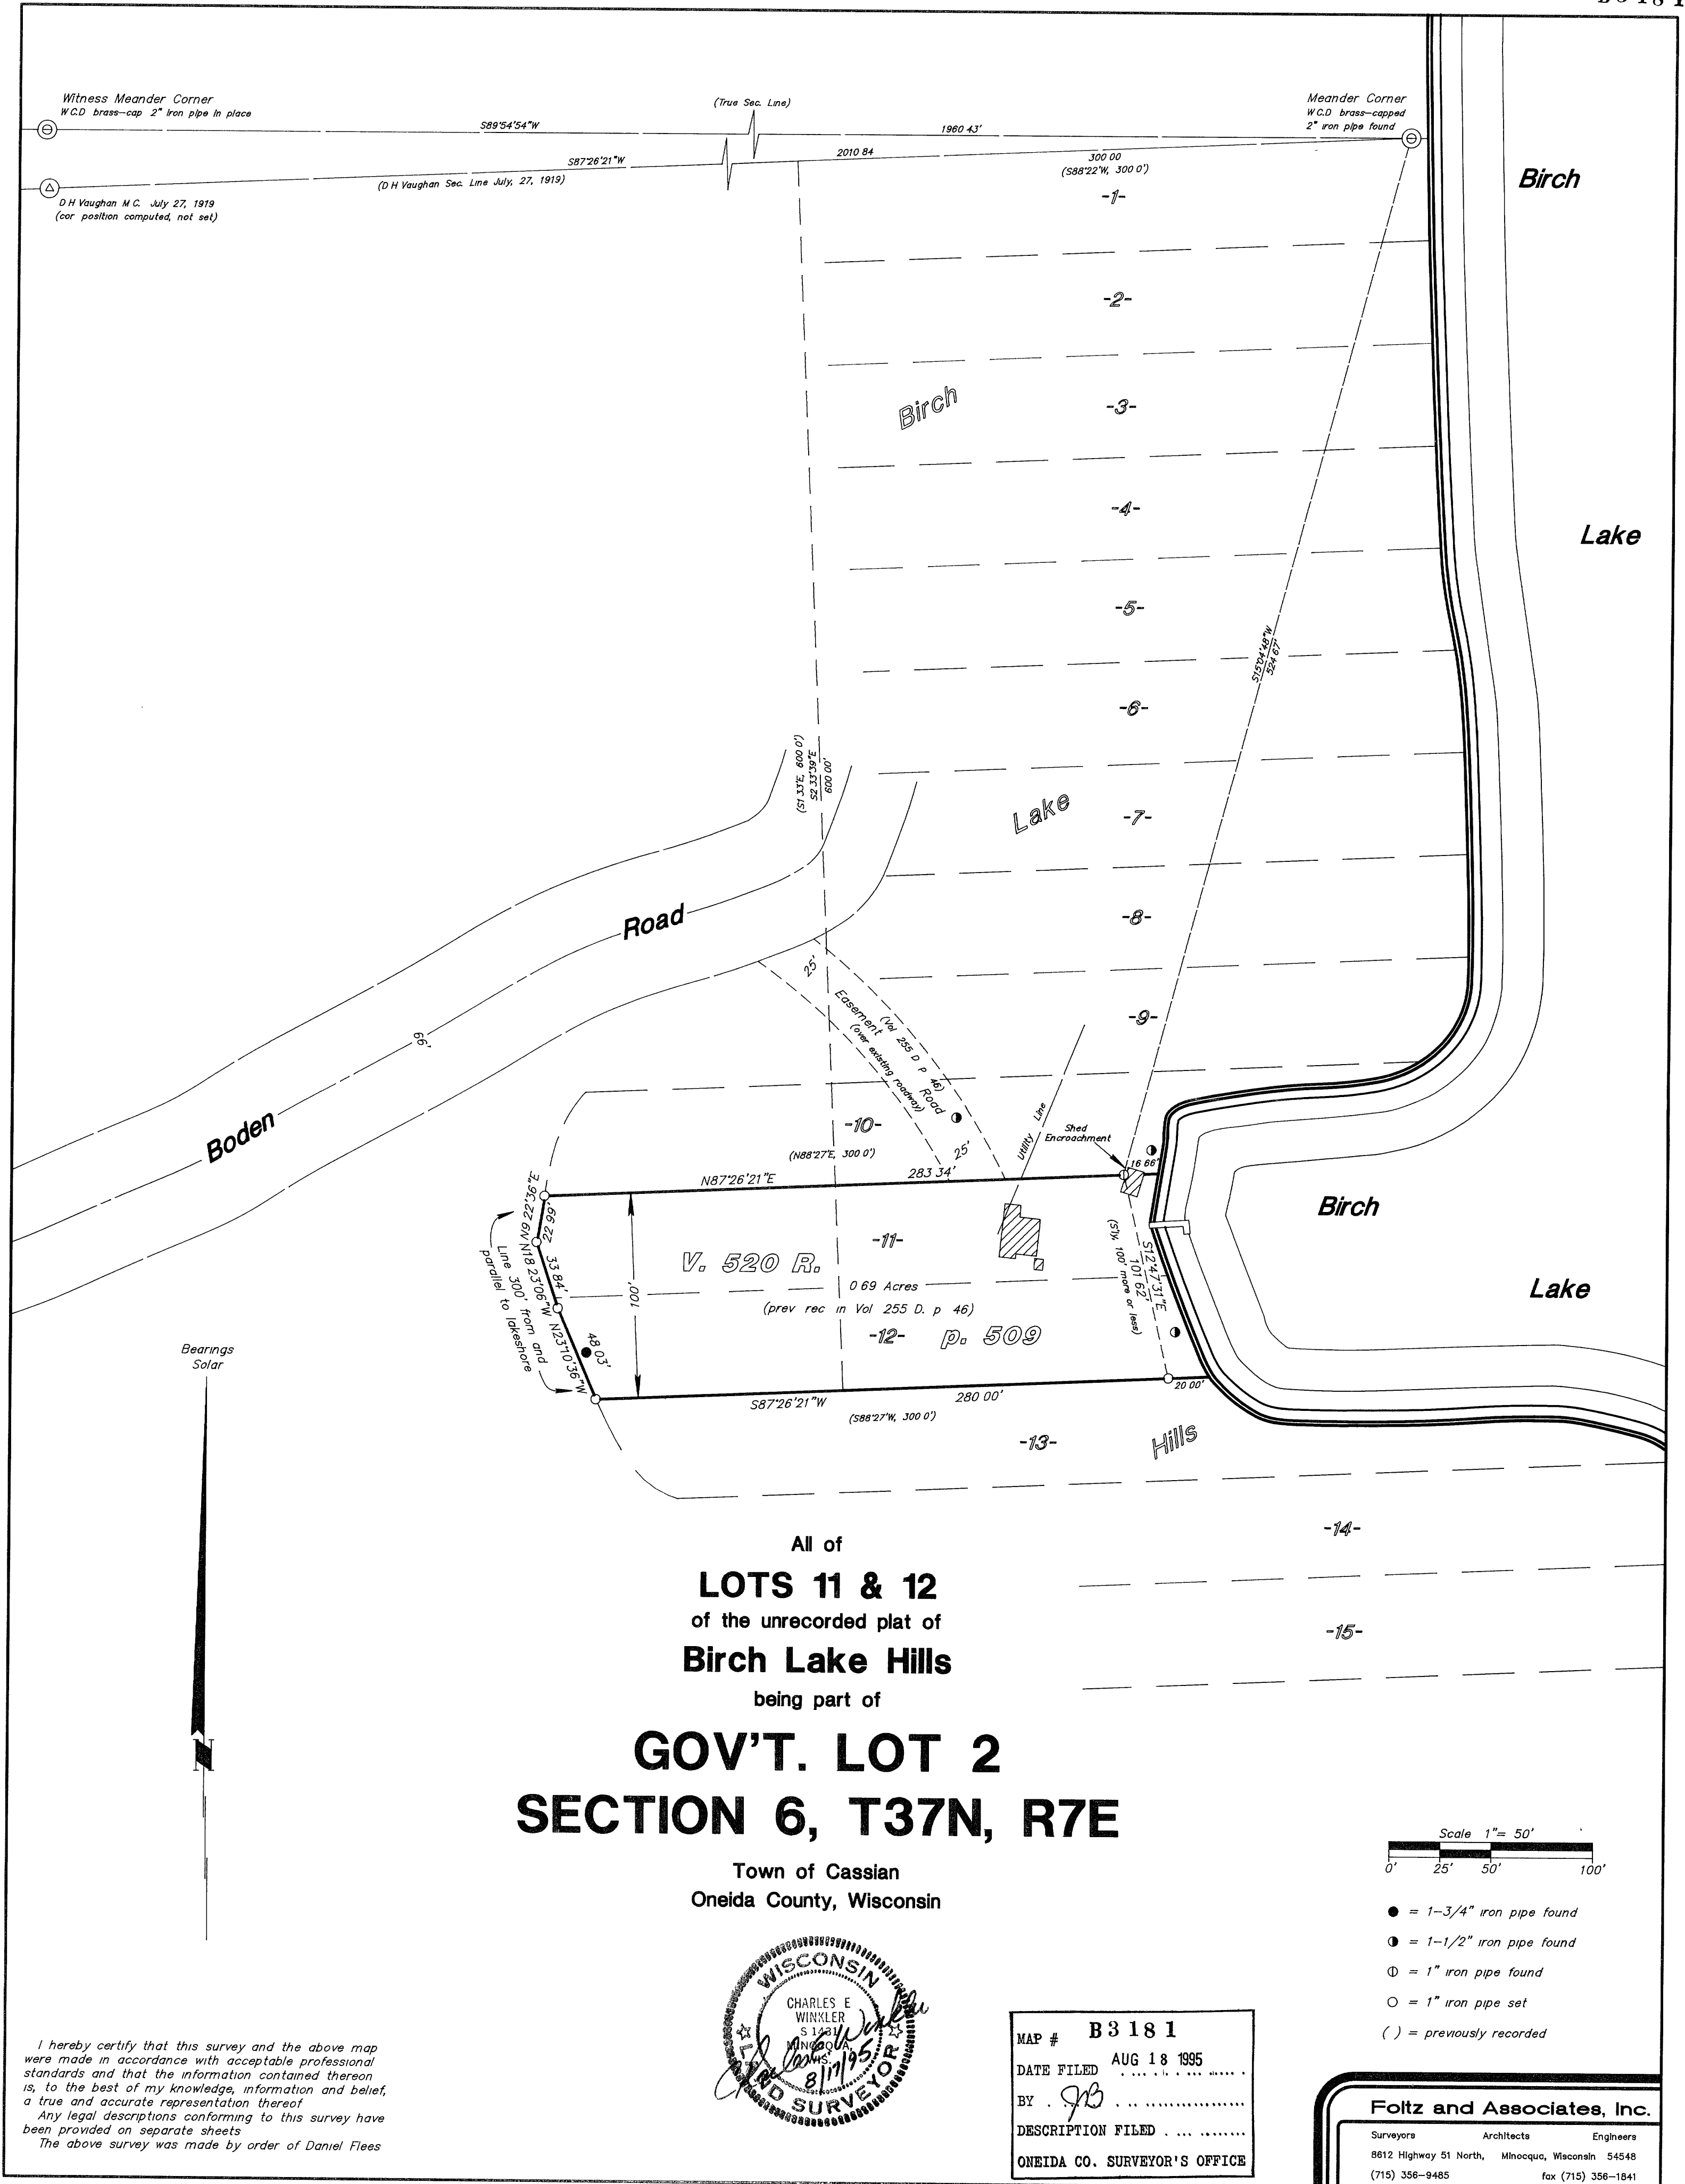 B3181
Witness Meander Corner
W.C.D brass-cap 2" iron pipe in place
(True Sec. Line)
Meander Corner
W.C.D brass-capped
2" iron pipe found
S89°54'54"W
1960 43'
S87°26'21"W
2010 84
300 00
(S88°22'W, 300 0')
(D H Vaughan Sec. Line July, 27, 1919)
D H Vaughan M C. July 27, 1919
(cor position computed, not set)
Birch
-1-
-2-
Birch
-3-
-4-
Lake
-5-
S15°04'48"W
524 67'
-6-
(S1 33'E, 600 0')
S2 33'39"E
600 00'
Lake
-7-
-8-
Road
25'
Easement Road
(Vol 255 D p 46)
(over existing roadway)
-9-
66'
Boden
-10-
25'
Utility Line
Shed
Encroachment
(N88°27'E, 300 0')
16 66'
N87°26'21"E
283 34'
N9 22'36"E
22 99'
N18 23'06"W
33 84'
N23°10'36"W
48 03'
Line 300' from and
parallel to lakeshore
100'
-11-
V. 520 R.
0 69 Acres
(prev rec in Vol 255 D. p 46)
-12-
p. 509
S12°47'31"E
101 62'
(S'ly, 100' more or less)
Birch
Lake
20 00'
S87°26'21"W
280 00'
(S88°27'W, 300 0')
-13-
Hills
-14-
-15-
Bearings
Solar
N
All of
LOTS 11 & 12
of the unrecorded plat of
Birch Lake Hills
being part of
GOV'T. LOT 2
SECTION 6, T37N, R7E
Town of Cassian
Oneida County, Wisconsin
Scale 1"= 50'
0' 25' 50' 100'
= 1-3/4" iron pipe found
= 1-1/2" iron pipe found
= 1" iron pipe found
= 1" iron pipe set
( ) = previously recorded
WISCONSIN
CHARLES E
WINKLER
S 1431
MINOCQUA,
WIS.
LAND SURVEYOR
Charles E Winkler
8/17/95
I hereby certify that this survey and the above map
were made in accordance with acceptable professional
standards and that the information contained thereon
is, to the best of my knowledge, information and belief,
a true and accurate representation thereof
Any legal descriptions conforming to this survey have
been provided on separate sheets
The above survey was made by order of Daniel Flees
MAP # B3181
DATE FILED AUG 18 1995
BY . JB
DESCRIPTION FILED
ONEIDA CO. SURVEYOR'S OFFICE
Foltz and Associates, Inc.
Surveyors Architects Engineers
8612 Highway 51 North, Minocqua, Wisconsin 54548
(715) 356-9485 fax (715) 356-1841